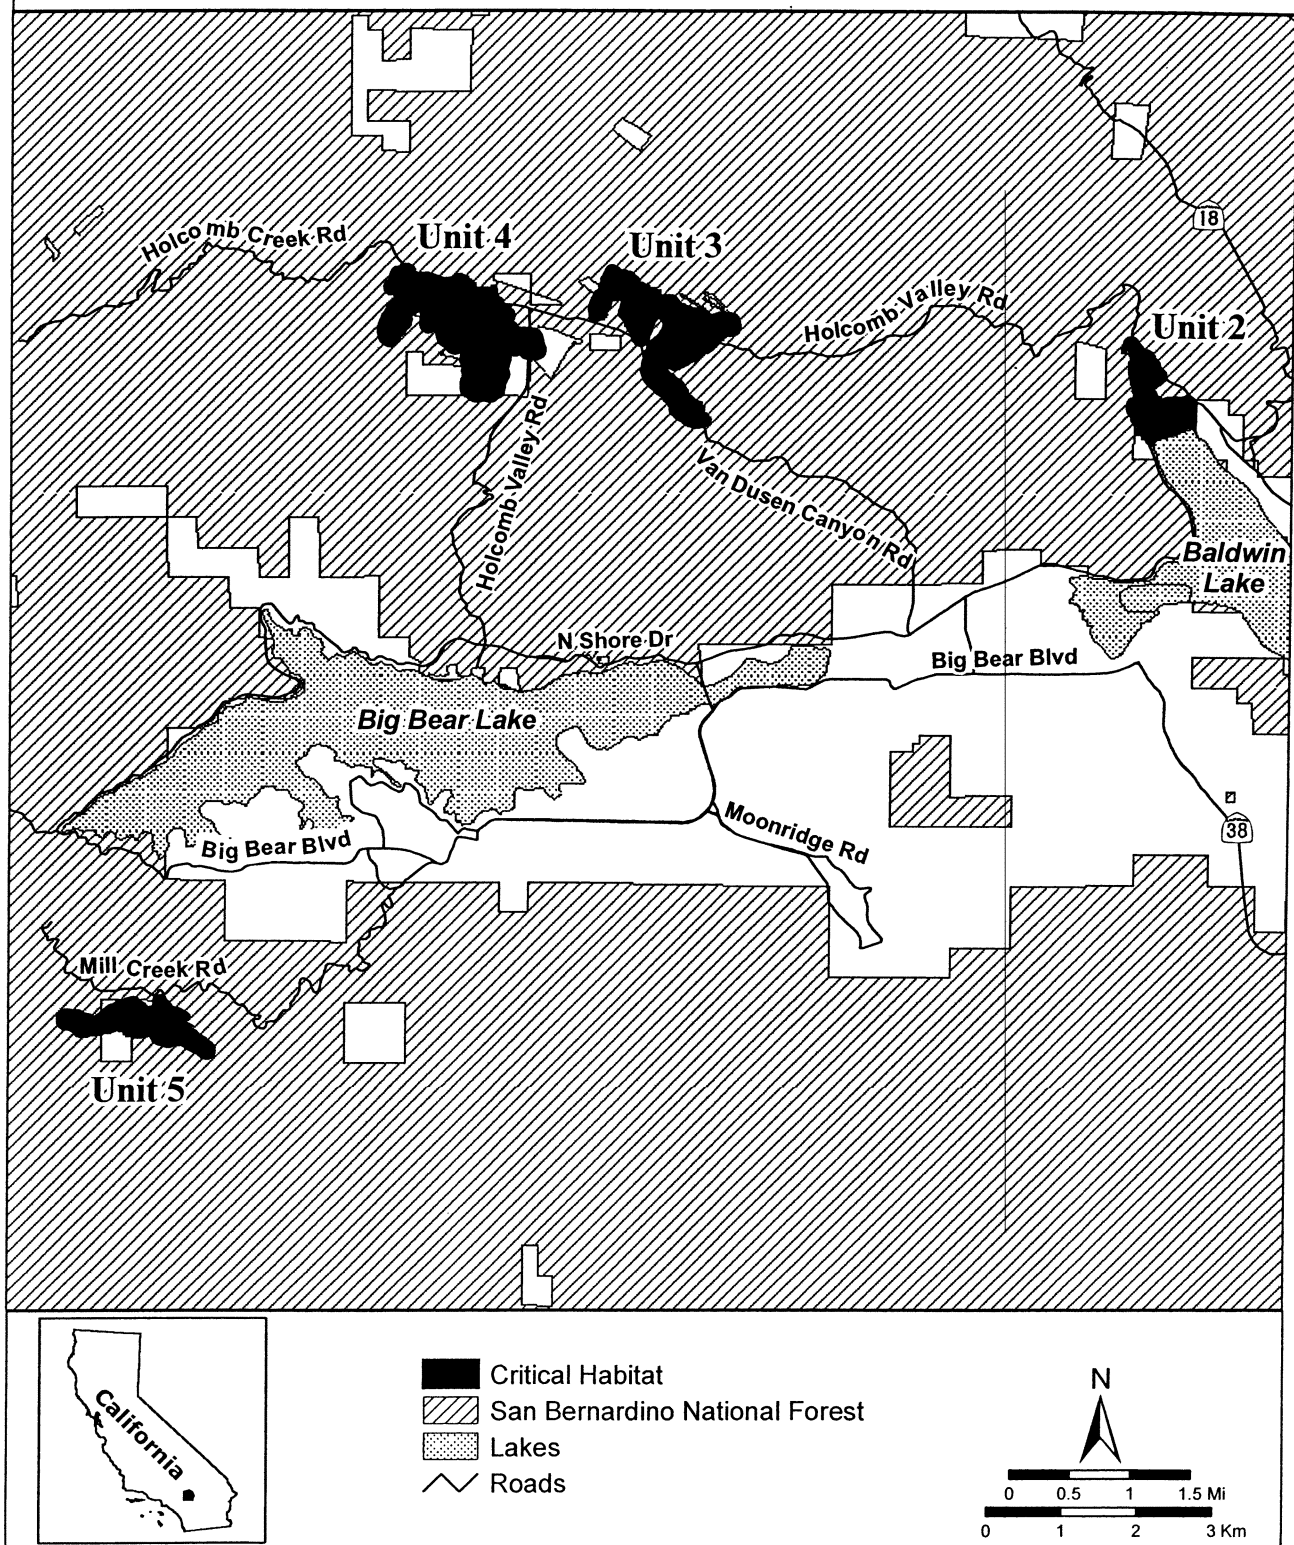 18
Holcomb Creek Rd
Unit 4
Unit 3
Holcomb Valley Rd
Unit 2
Holcomb Valley Rd
Van Dusen Canyon Rd
Baldwin
Lake
N Shore Dr
Big Bear Blvd
Big Bear Lake
Moonridge Rd
38
Big Bear Blvd
Mill Creek Rd
Unit 5
California
Critical Habitat
San Bernardino National Forest
Lakes
Roads
N
0 0.5 1 1.5 Mi
0 1 2 3 Km